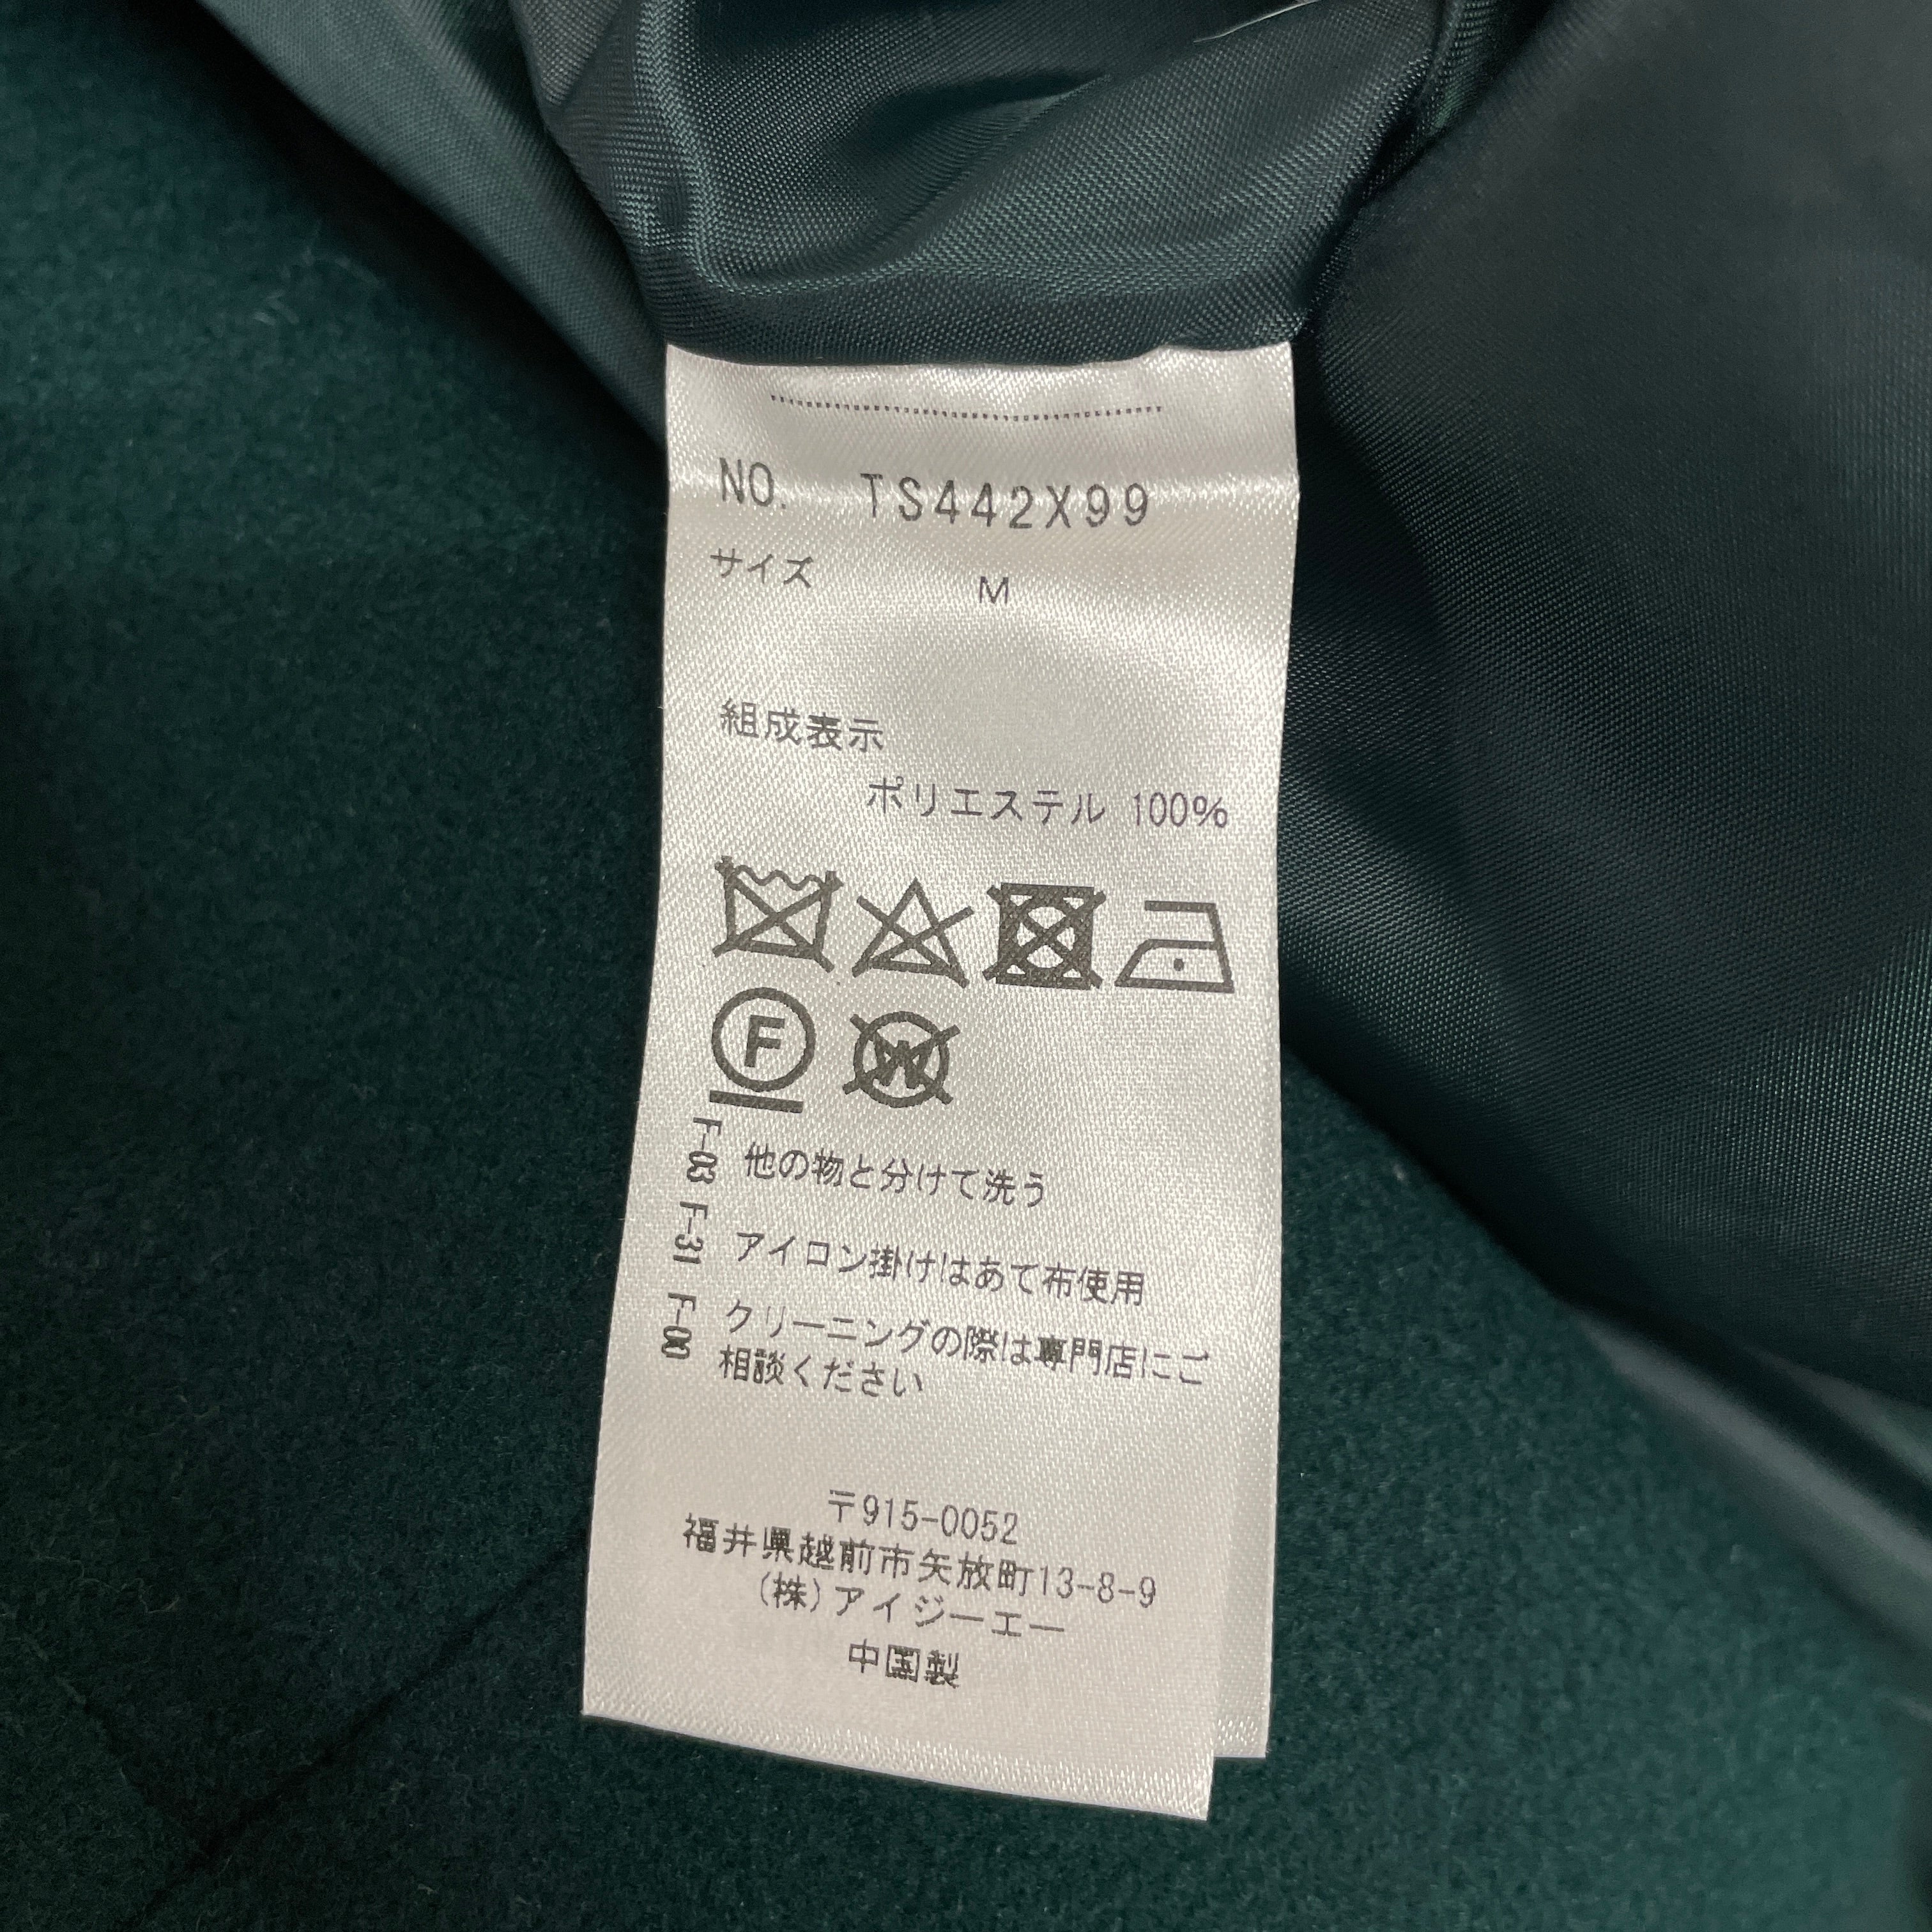 NO. TS442X99
サイズ M
組成表示
ポリエステル 100%
F
W
F-03 他の物と分けて洗う
F-31 アイロン掛けはあて布使用
F-00 クリーニングの際は専門店にご
相談ください
〒915-0052
福井県越前市矢放町13-8-9
(株)アイジーエー
中国製